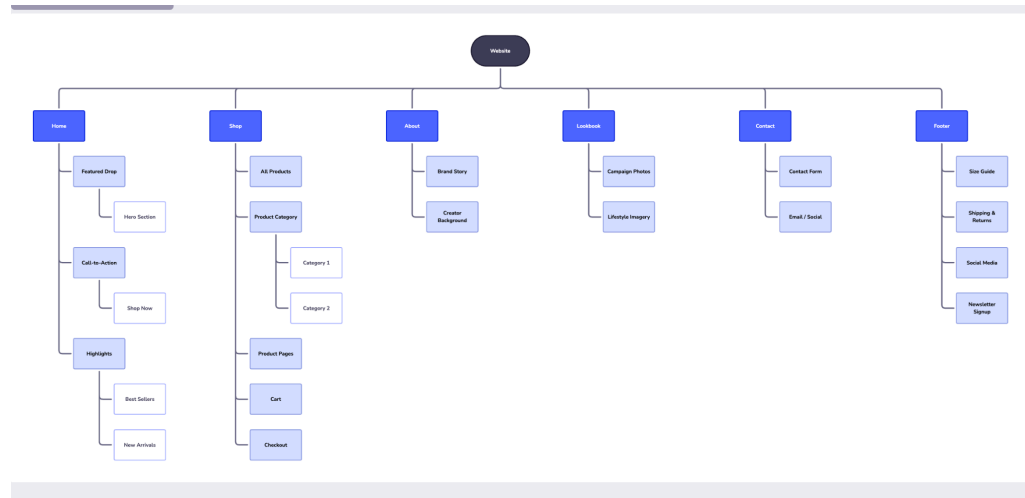 Website
Home
Shop
About
Lookbook
Contact
Footer
Featured Drop
All Products
Brand Story
Campaign Photos
Contact Form
Size Guide
Hero Section
Product Category
Creator
Background
Lifestyle Imagery
Email / Social
Shipping &
Returns
Call-to-Action
Category 1
Social Media
Shop Now
Category 2
Newsletter
Signup
Highlights
Product Pages
Best Sellers
Cart
New Arrivals
Checkout